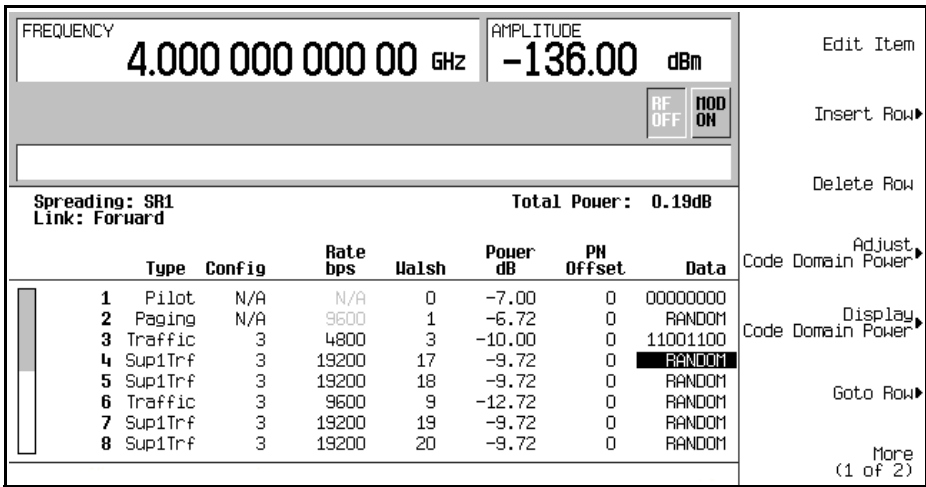 FREQUENCY
4.000 000 000 00 GHz
AMPLITUDE
-136.00 dBm
RF OFF
MOD ON
Spreading: SR1
Link: Forward
Total Power: 0.19dB
Type Config Rate bps Walsh Power dB PN Offset Data
1 Pilot N/A N/A 0 -7.00 0 00000000
2 Paging N/A 9600 1 -6.72 0 RANDOM
3 Traffic 3 4800 3 -10.00 0 11001100
4 Sup1Trf 3 19200 17 -9.72 0 RANDOM
5 Sup1Trf 3 19200 18 -9.72 0 RANDOM
6 Traffic 3 9600 9 -12.72 0 RANDOM
7 Sup1Trf 3 19200 19 -9.72 0 RANDOM
8 Sup1Trf 3 19200 20 -9.72 0 RANDOM
Edit Item
Insert Row
Delete Row
Adjust
Code Domain Power
Display
Code Domain Power
Goto Row
More
(1 of 2)